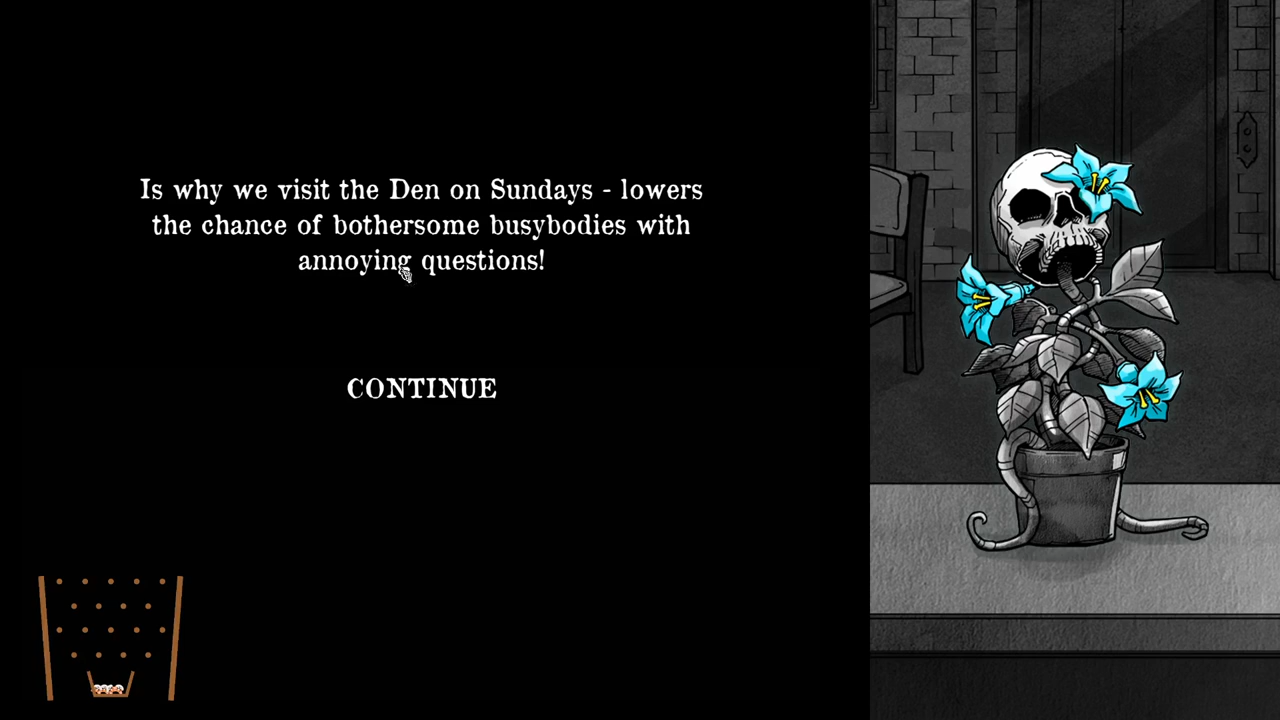 Is why we visit the Den on Sundays - lowers
the chance of bothersome busybodies with
annoying questions!
CONTINUE